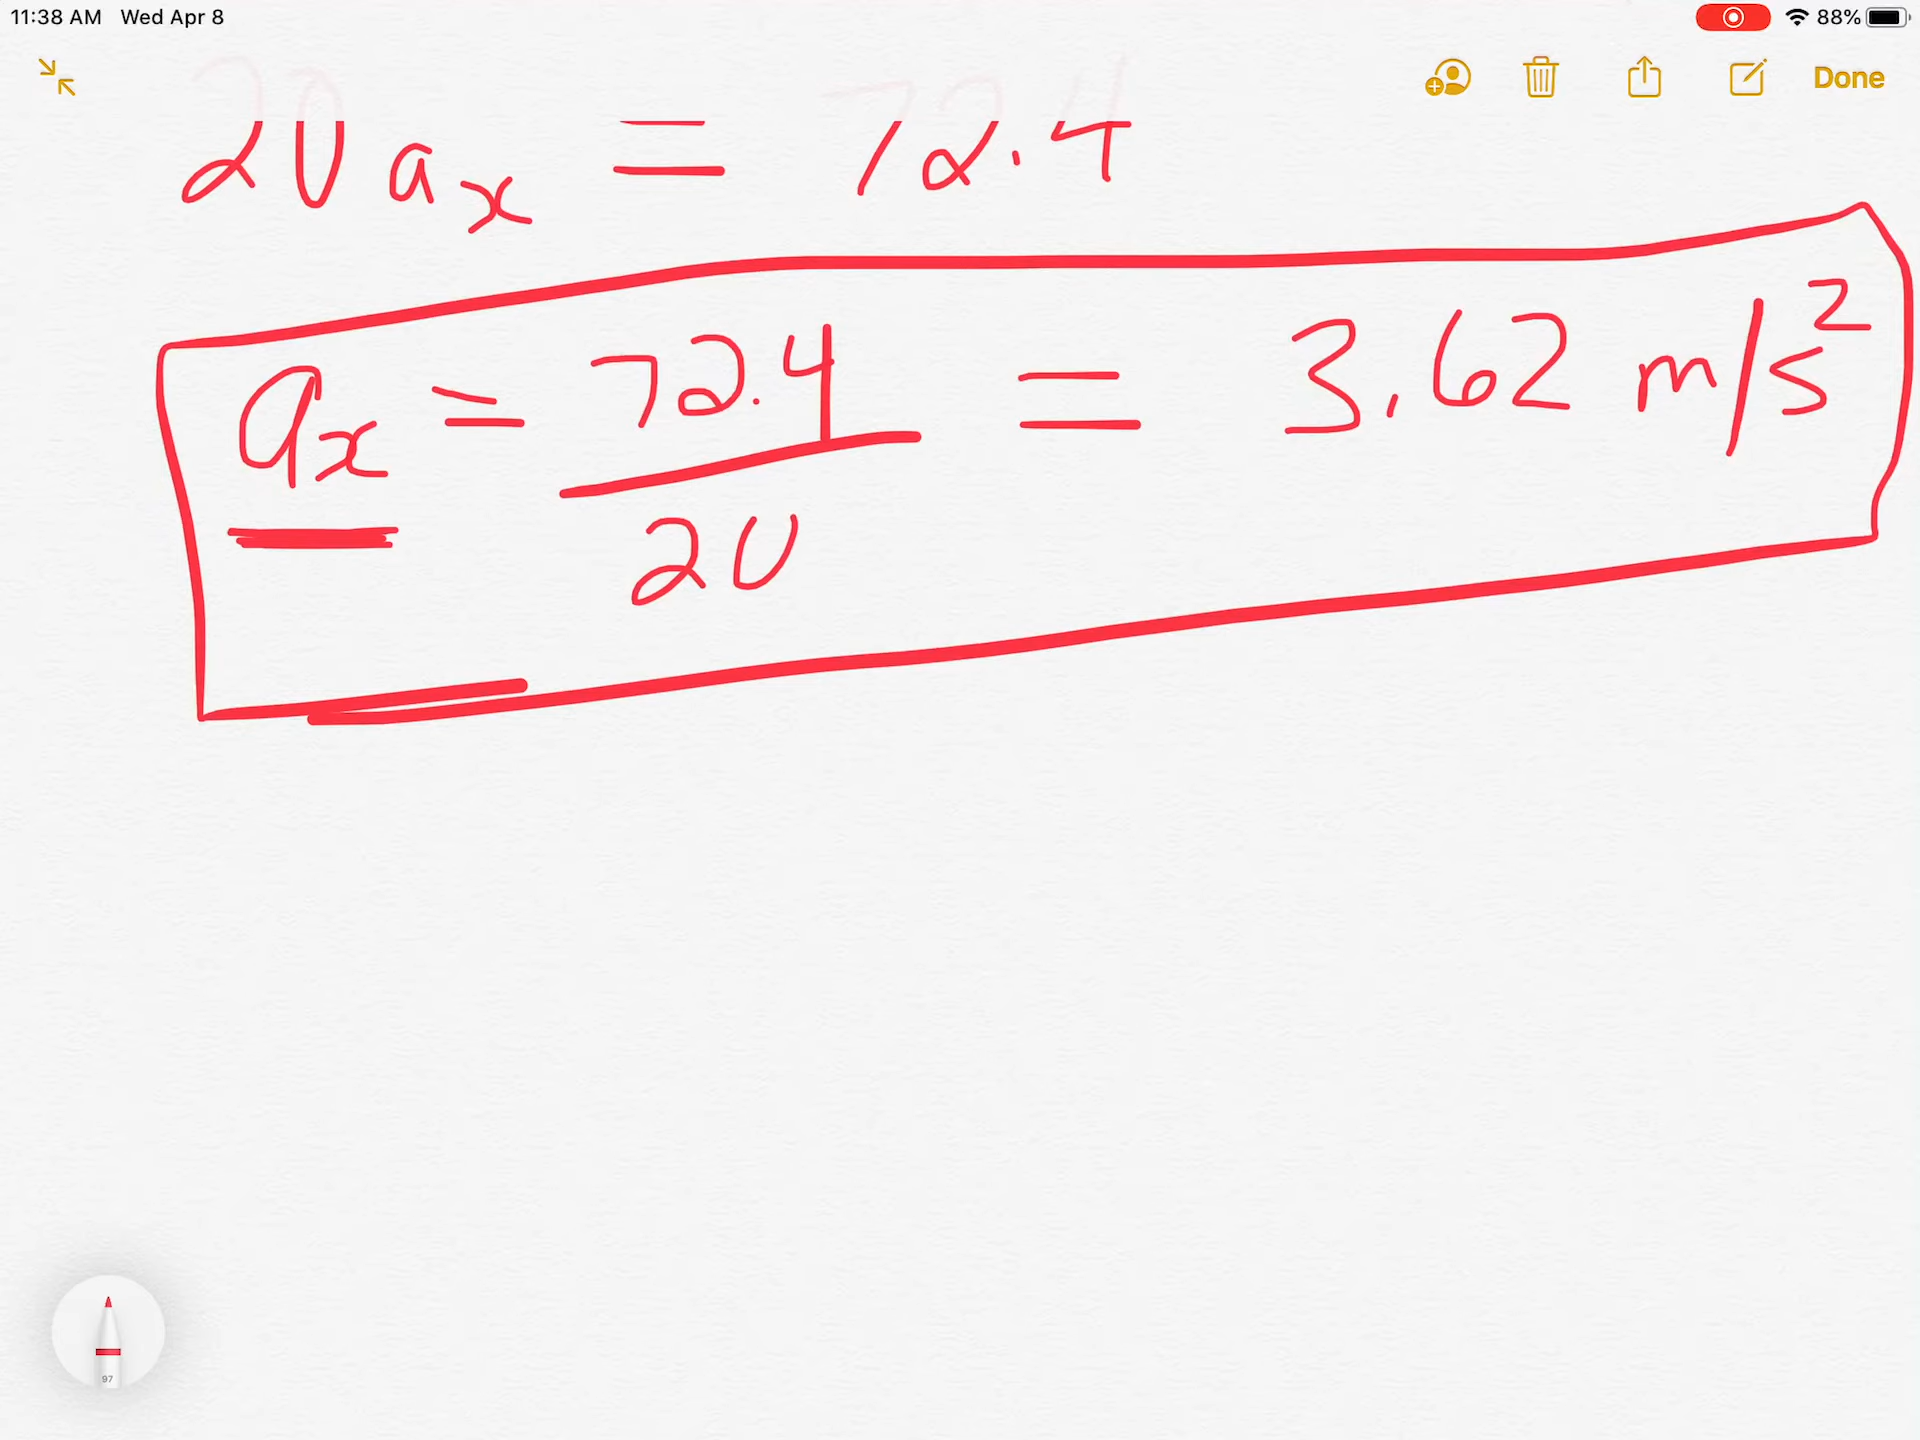 11:38 AM Wed Apr 8 88%
Done
20 aₓ = 72.4
aₓ = 72.4/20 = 3.62 m/s²
97